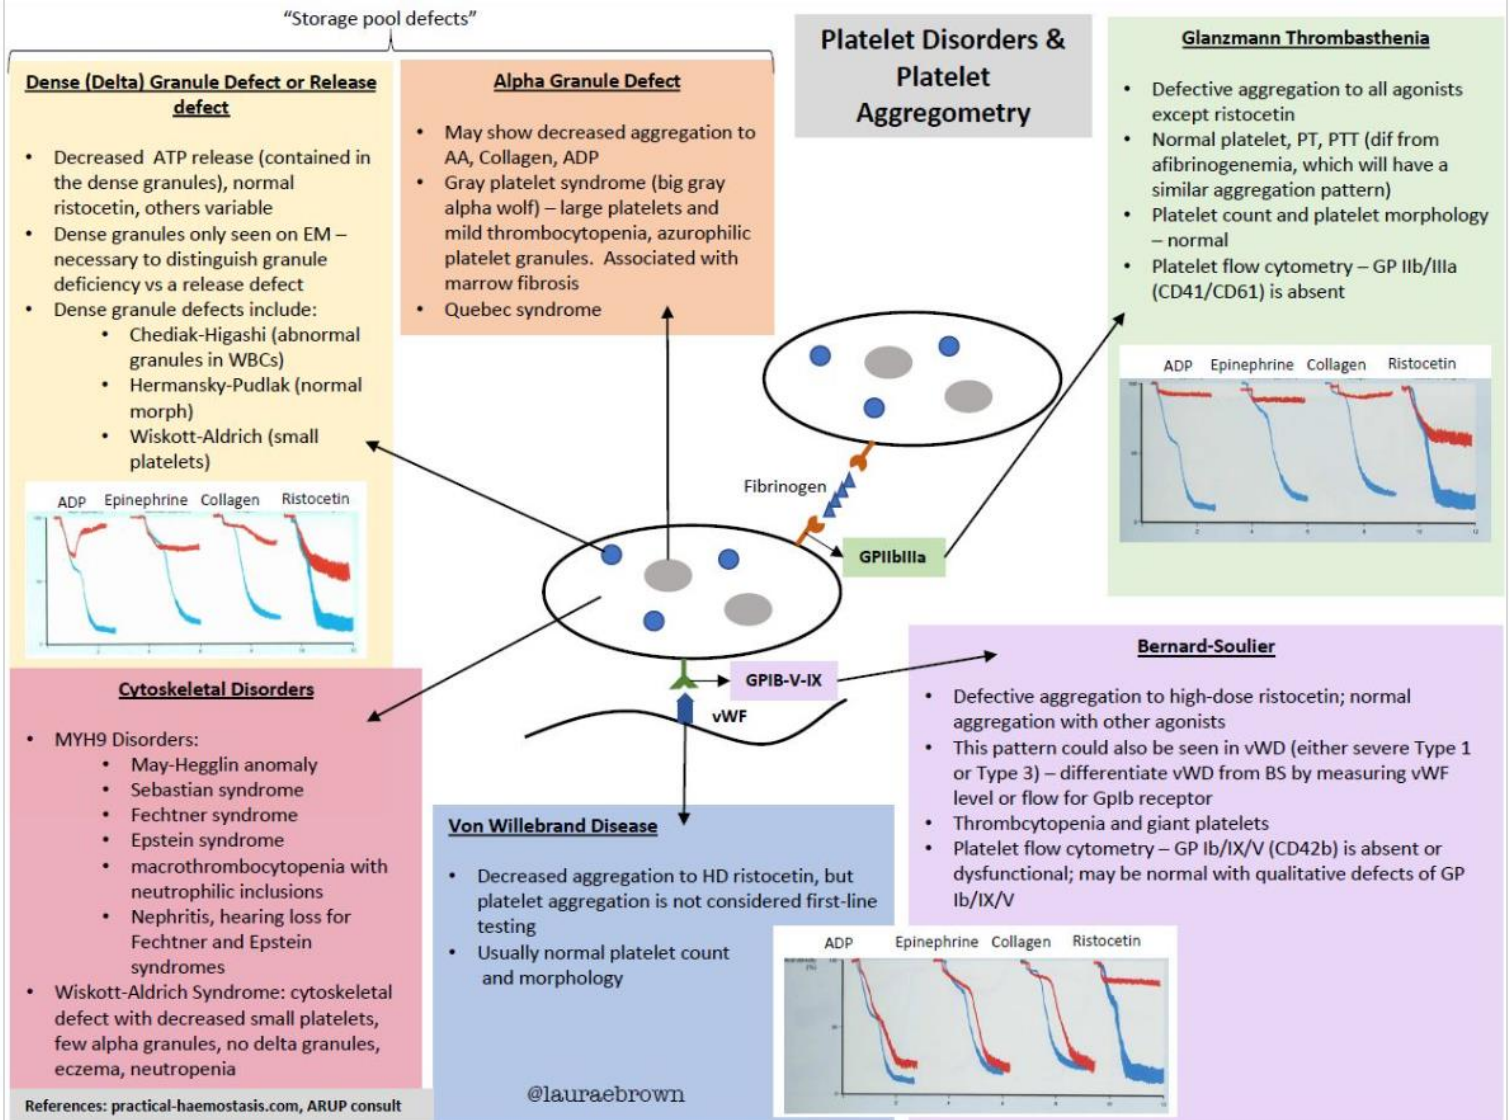 “Storage pool defects”
Platelet Disorders &
Platelet
Aggregometry
Dense (Delta) Granule Defect or Release
defect
• Decreased ATP release (contained in
the dense granules), normal
ristocetin, others variable
• Dense granules only seen on EM –
necessary to distinguish granule
deficiency vs a release defect
• Dense granule defects include:
• Chediak-Higashi (abnormal
granules in WBCs)
• Hermansky-Pudlak (normal
morph)
• Wiskott-Aldrich (small
platelets)
ADP Epinephrine Collagen Ristocetin
Alpha Granule Defect
• May show decreased aggregation to
AA, Collagen, ADP
• Gray platelet syndrome (big gray
alpha wolf) – large platelets and
mild thrombocytopenia, azurophilic
platelet granules. Associated with
marrow fibrosis
• Quebec syndrome
Glanzmann Thrombasthenia
• Defective aggregation to all agonists
except ristocetin
• Normal platelet, PT, PTT (dif from
afibrinogenemia, which will have a
similar aggregation pattern)
• Platelet count and platelet morphology
– normal
• Platelet flow cytometry – GP IIb/IIIa
(CD41/CD61) is absent
ADP Epinephrine Collagen Ristocetin
Fibrinogen
GPIIbIIIa
GPIB-V-IX
vWF
Cytoskeletal Disorders
• MYH9 Disorders:
• May-Hegglin anomaly
• Sebastian syndrome
• Fechtner syndrome
• Epstein syndrome
• macrothrombocytopenia with
neutrophilic inclusions
• Nephritis, hearing loss for
Fechtner and Epstein
syndromes
• Wiskott-Aldrich Syndrome: cytoskeletal
defect with decreased small platelets,
few alpha granules, no delta granules,
eczema, neutropenia
References: practical-haemostasis.com, ARUP consult
Von Willebrand Disease
• Decreased aggregation to HD ristocetin, but
platelet aggregation is not considered first-line
testing
• Usually normal platelet count
and morphology
@lauraebrown
Bernard-Soulier
• Defective aggregation to high-dose ristocetin; normal
aggregation with other agonists
• This pattern could also be seen in vWD (either severe Type 1
or Type 3) – differentiate vWD from BS by measuring vWF
level or flow for GpIb receptor
• Thrombcytopenia and giant platelets
• Platelet flow cytometry – GP Ib/IX/V (CD42b) is absent or
dysfunctional; may be normal with qualitative defects of GP
Ib/IX/V
ADP Epinephrine Collagen Ristocetin